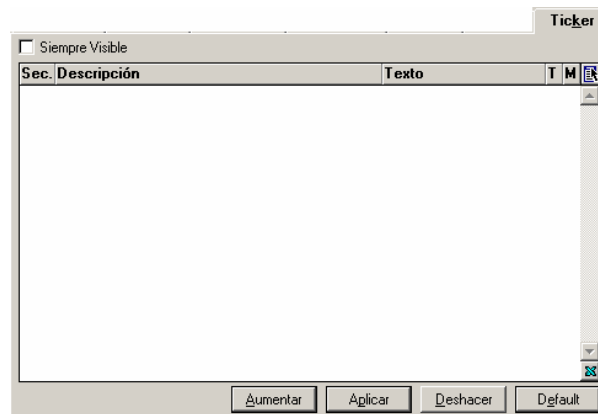 Ticker
Siempre Visible
Sec. Descripción Texto T M
Aumentar Aplicar Deshacer Default